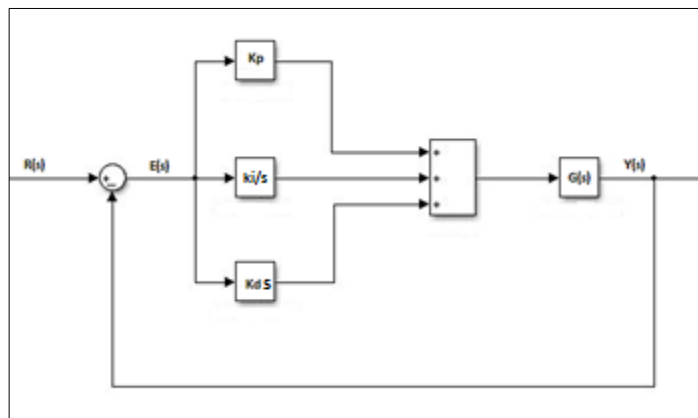 Kp
R(s)
E(s)
ki/s
Kd s
+
-
+
+
+
G(s)
Y(s)